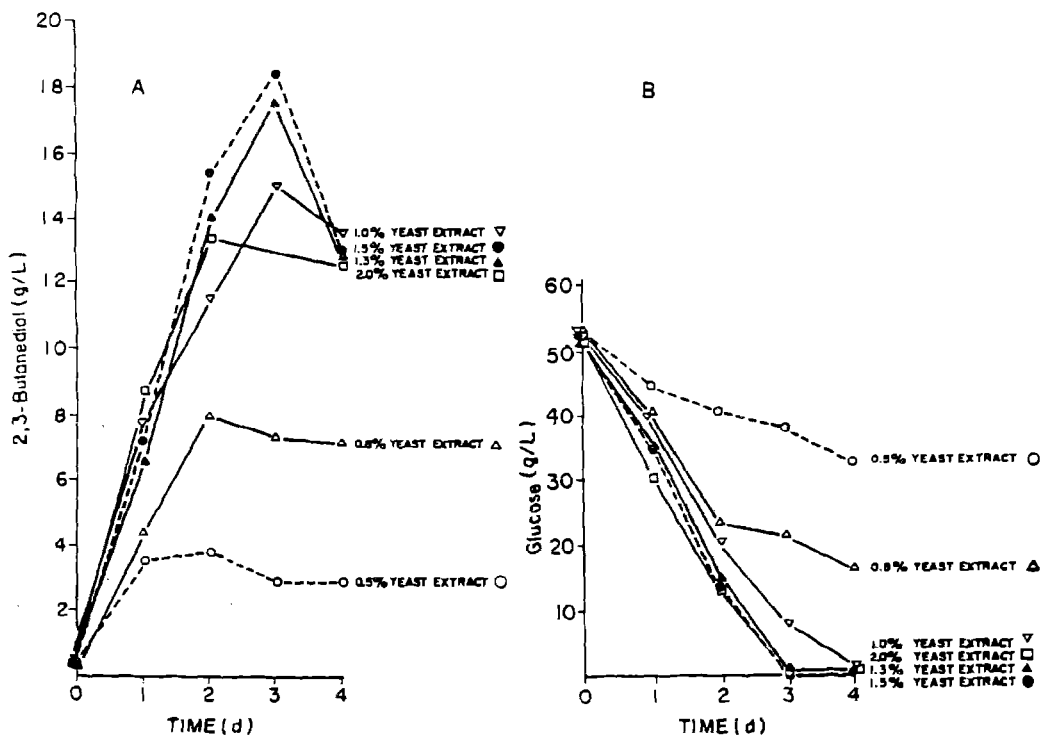 A
2,3-Butanediol (g/L)
20
18
16
14
12
10
8
6
4
2
0 1 2 3 4
TIME (d)
1.0% YEAST EXTRACT
1.5% YEAST EXTRACT
1.3% YEAST EXTRACT
2.0% YEAST EXTRACT
0.8% YEAST EXTRACT
0.5% YEAST EXTRACT
B
Glucose (g/L)
60
50
40
30
20
10
0 1 2 3 4
TIME (d)
0.5% YEAST EXTRACT
0.8% YEAST EXTRACT
1.0% YEAST EXTRACT
2.0% YEAST EXTRACT
1.3% YEAST EXTRACT
1.5% YEAST EXTRACT